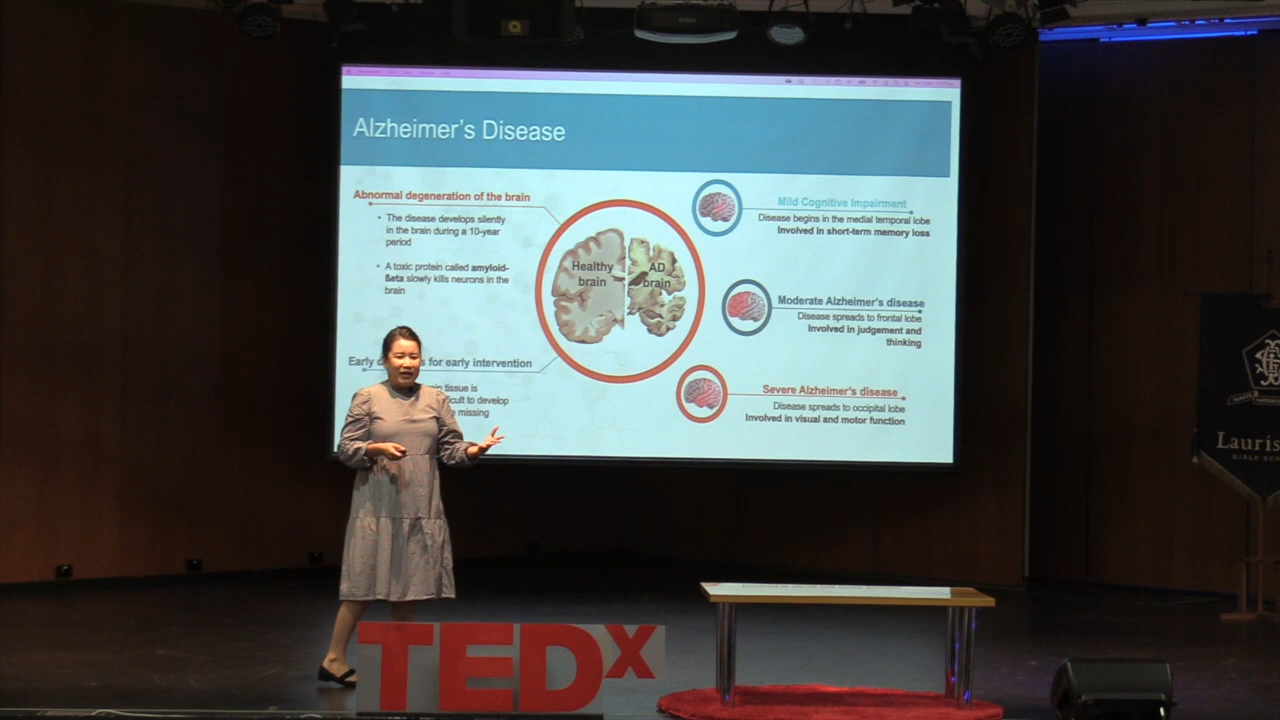 Alzheimer's Disease
Abnormal degeneration of the brain
• The disease develops silently
in the brain during a 10-year
period
• A toxic protein called amyloid-
ßeta slowly kills neurons in the
brain
Early
s for early intervention
tissue is
to develop
missing
Healthy
brain
AD
brain
Mild Cognitive Impairment
Disease begins in the medial temporal lobe
Involved in short-term memory loss
Moderate Alzheimer's disease
Disease spreads to frontal lobe
Involved in judgement and
thinking
Severe Alzheimer's disease
Disease spreads to occipital lobe
Involved in visual and motor function
Lauris
GIRLS' SC
TEDx